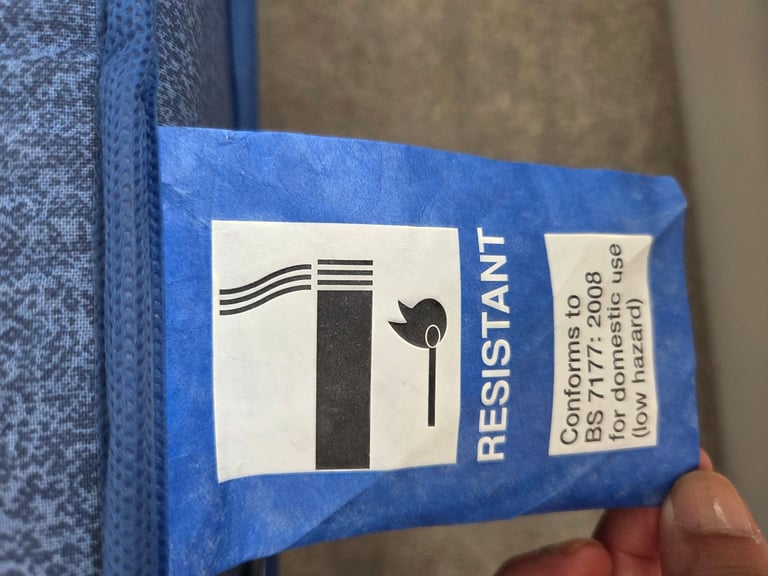 RESISTANT
Conforms to
BS 7177: 2008
for domestic use
(low hazard)